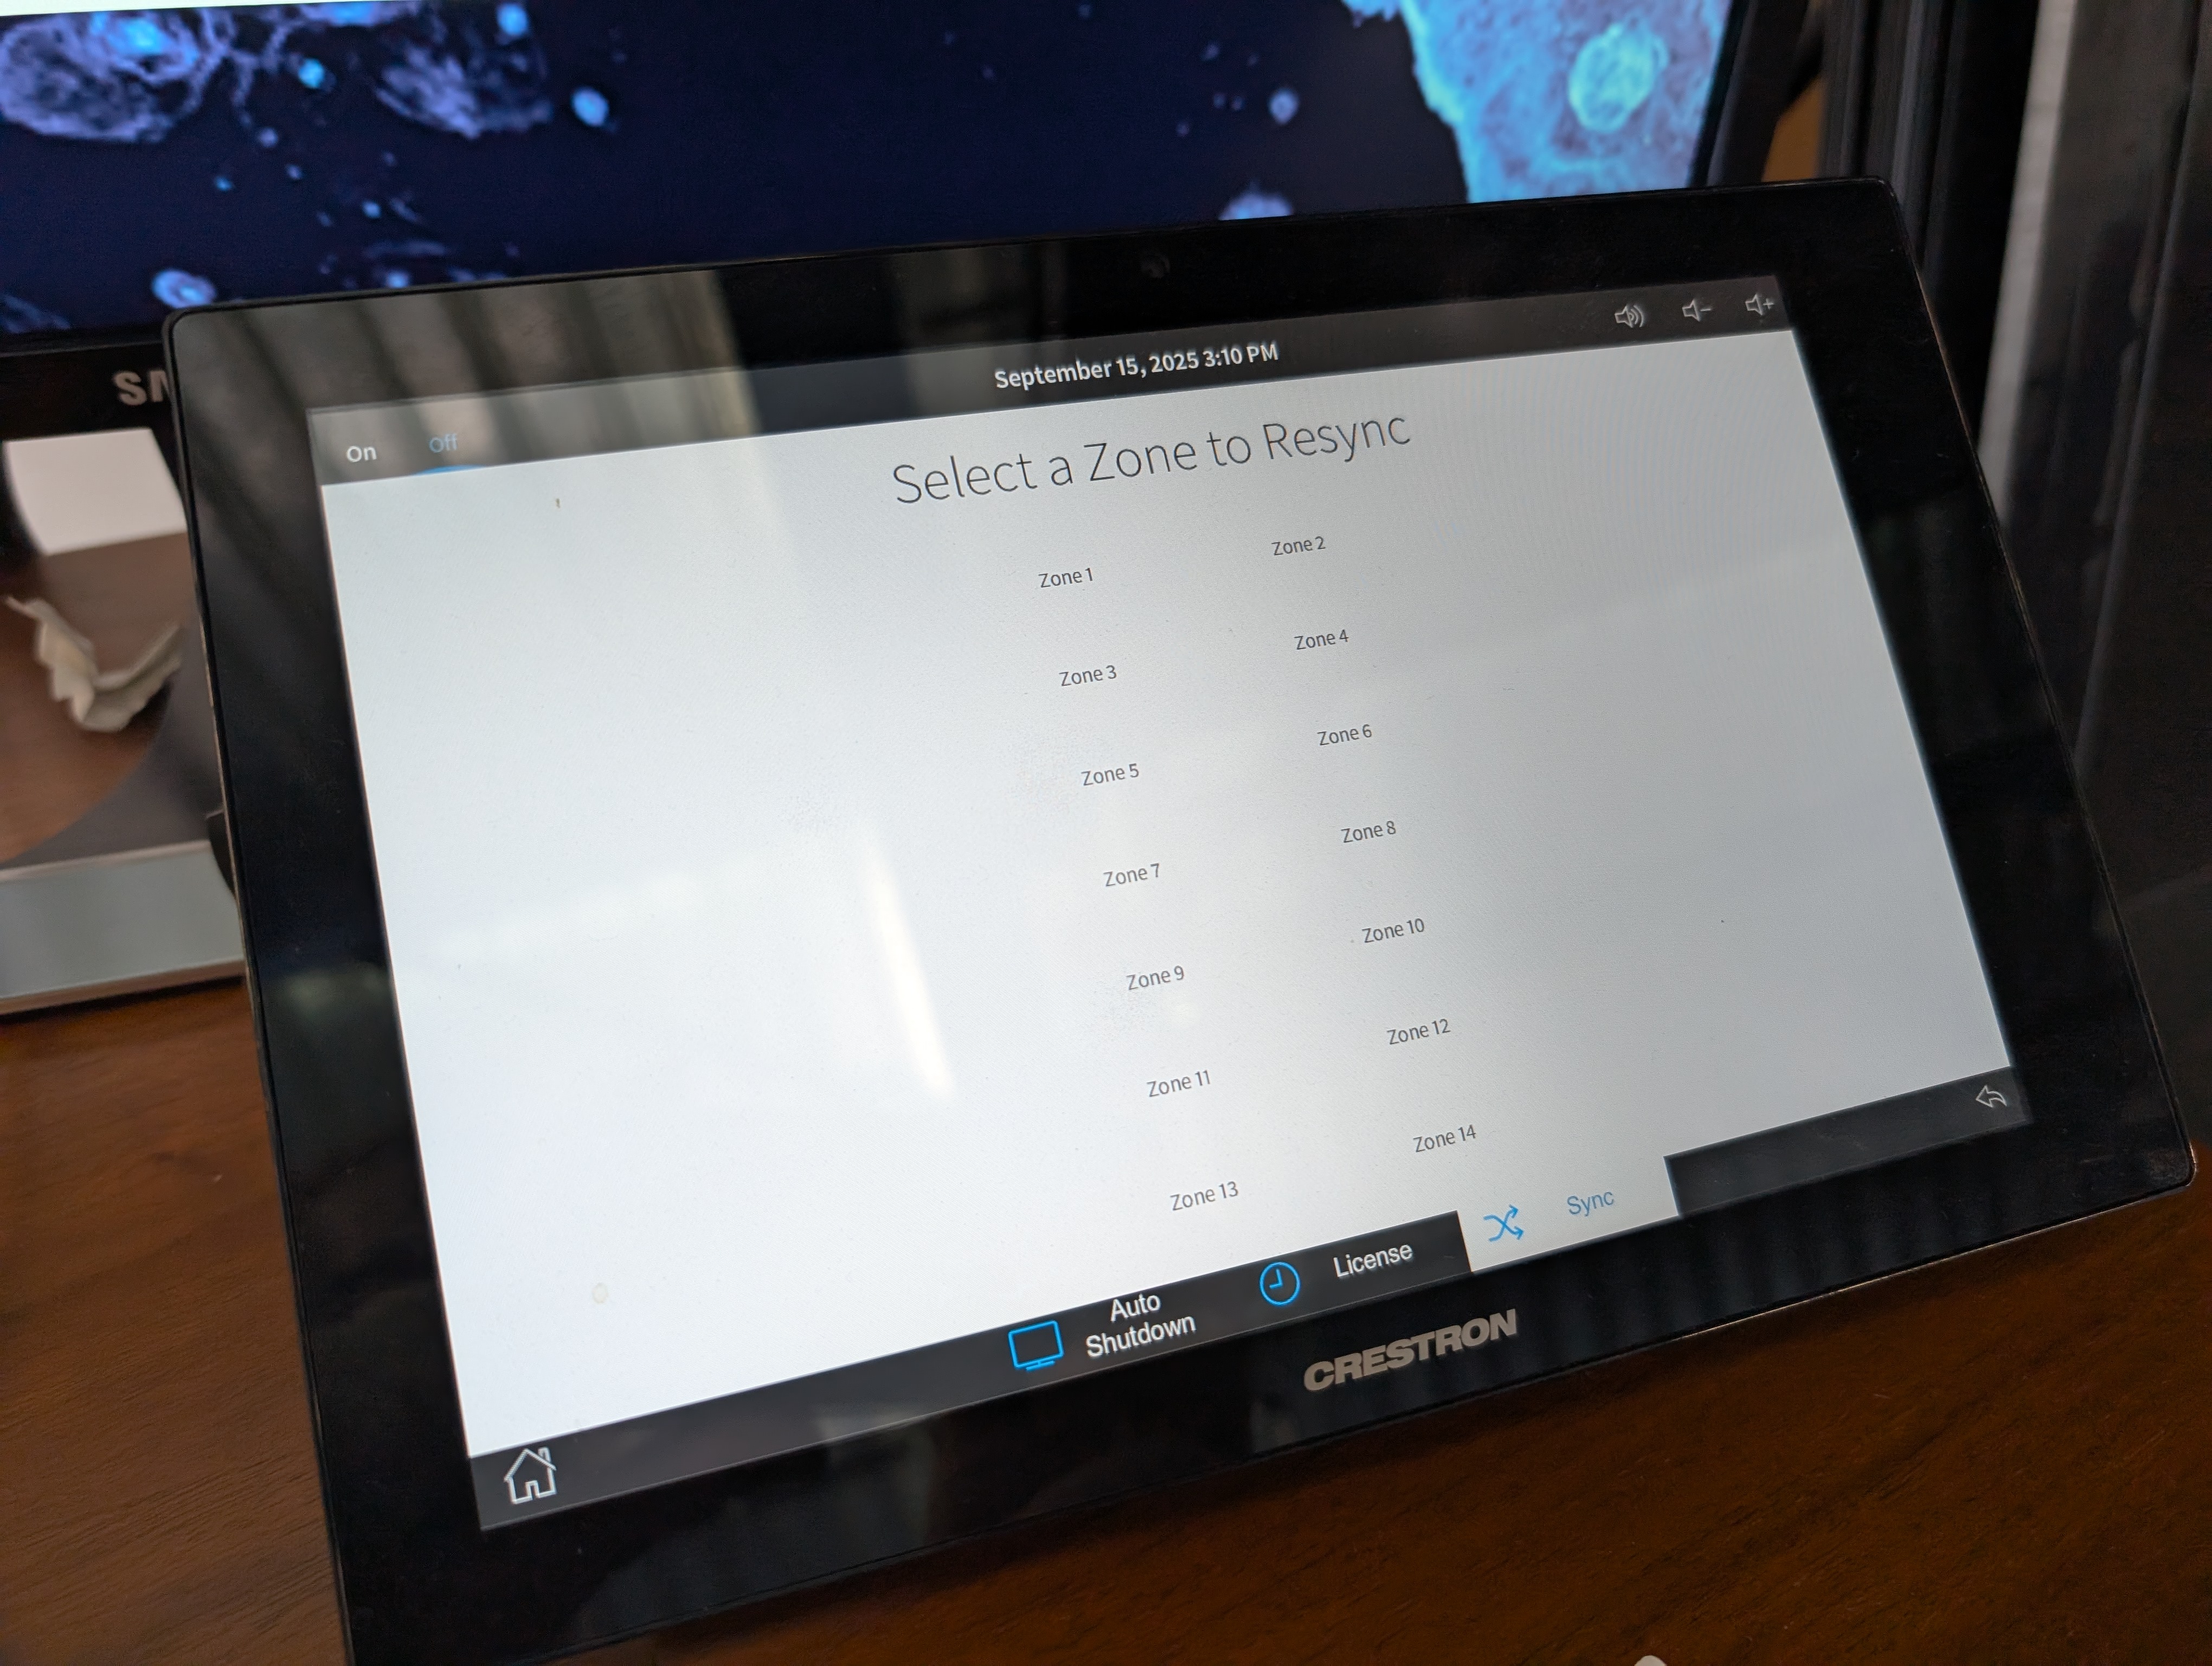 September 15, 2025 3:10 PM
On Off
Select a Zone to Resync
Zone 1 Zone 2
Zone 3 Zone 4
Zone 5 Zone 6
Zone 7 Zone 8
Zone 9 Zone 10
Zone 11 Zone 12
Zone 13 Zone 14
Auto
Shutdown
License
Sync
CRESTRON